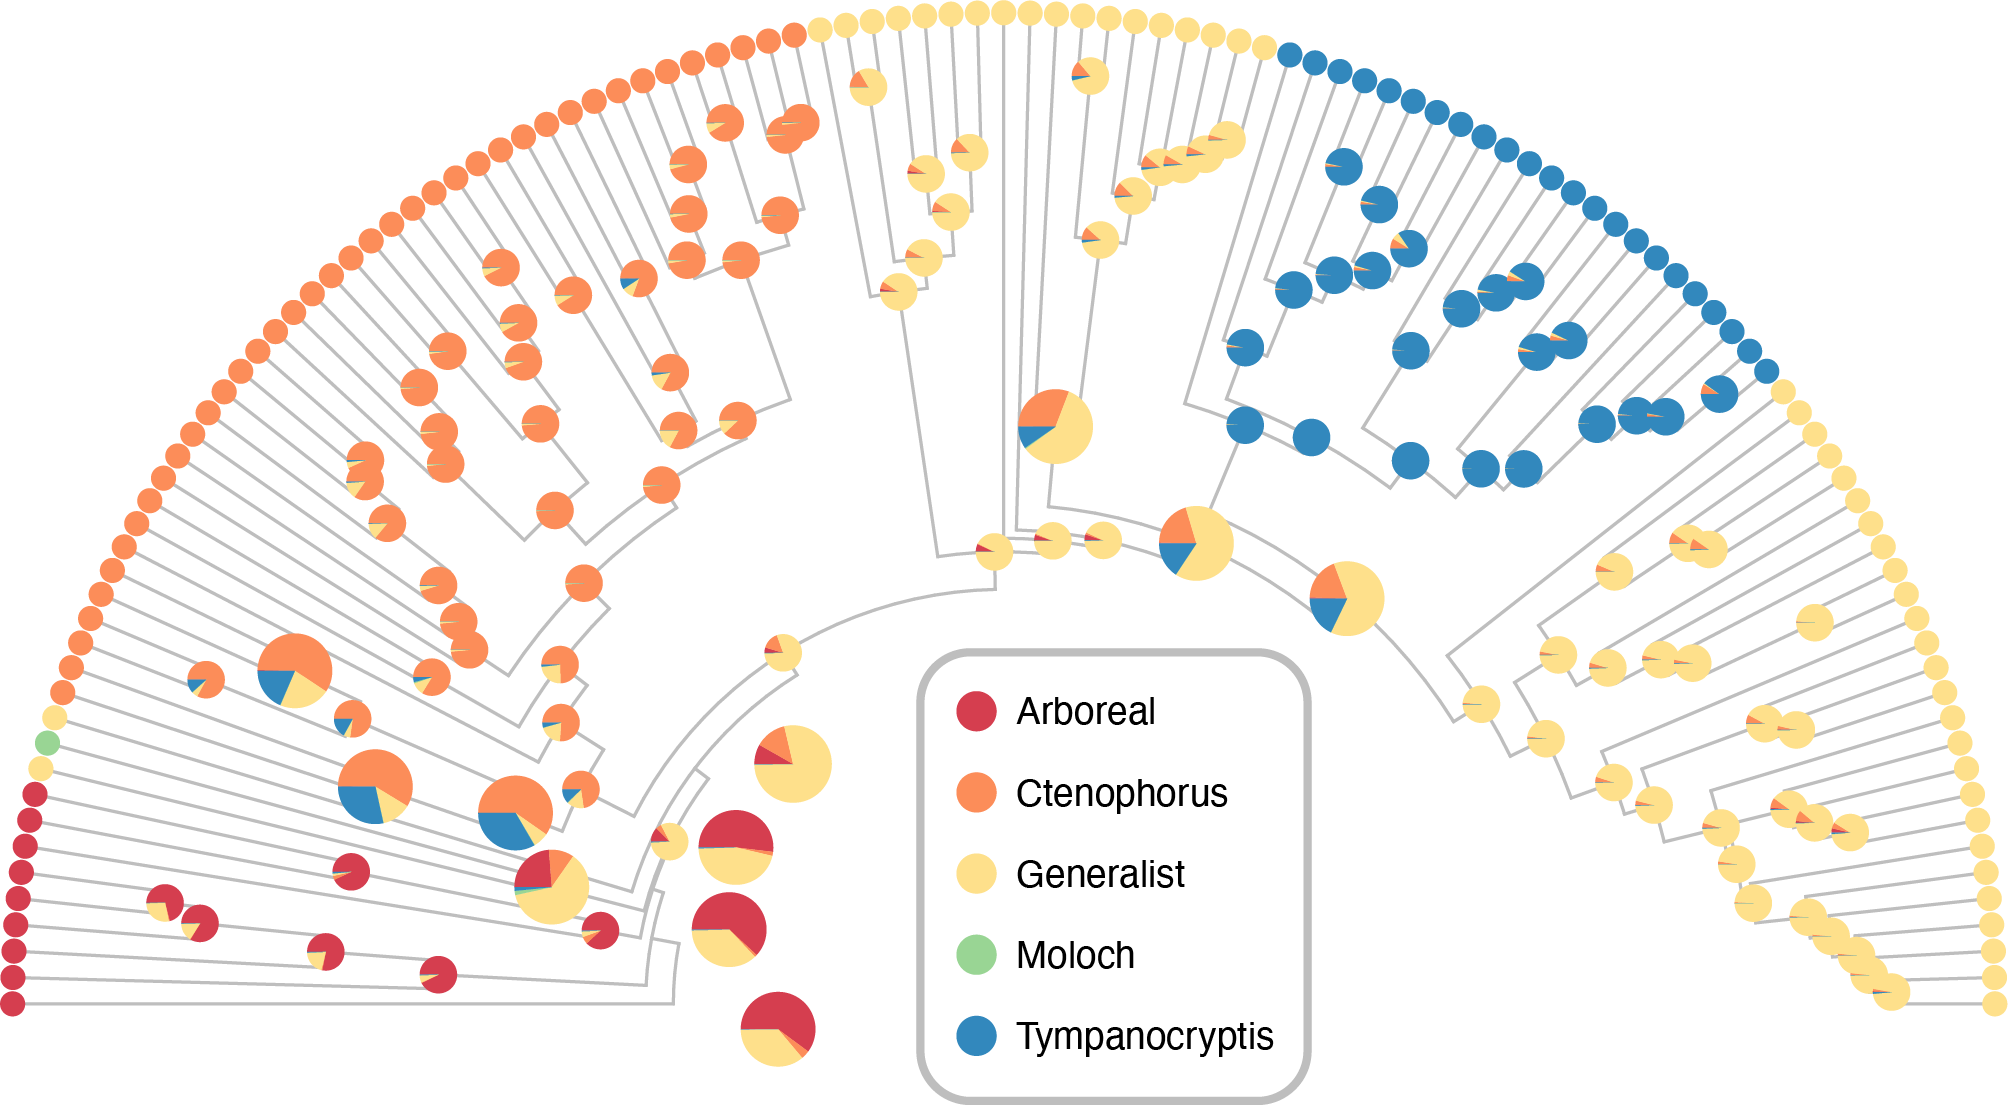 Arboreal
Ctenophorus
Generalist
Moloch
Tympanocryptis